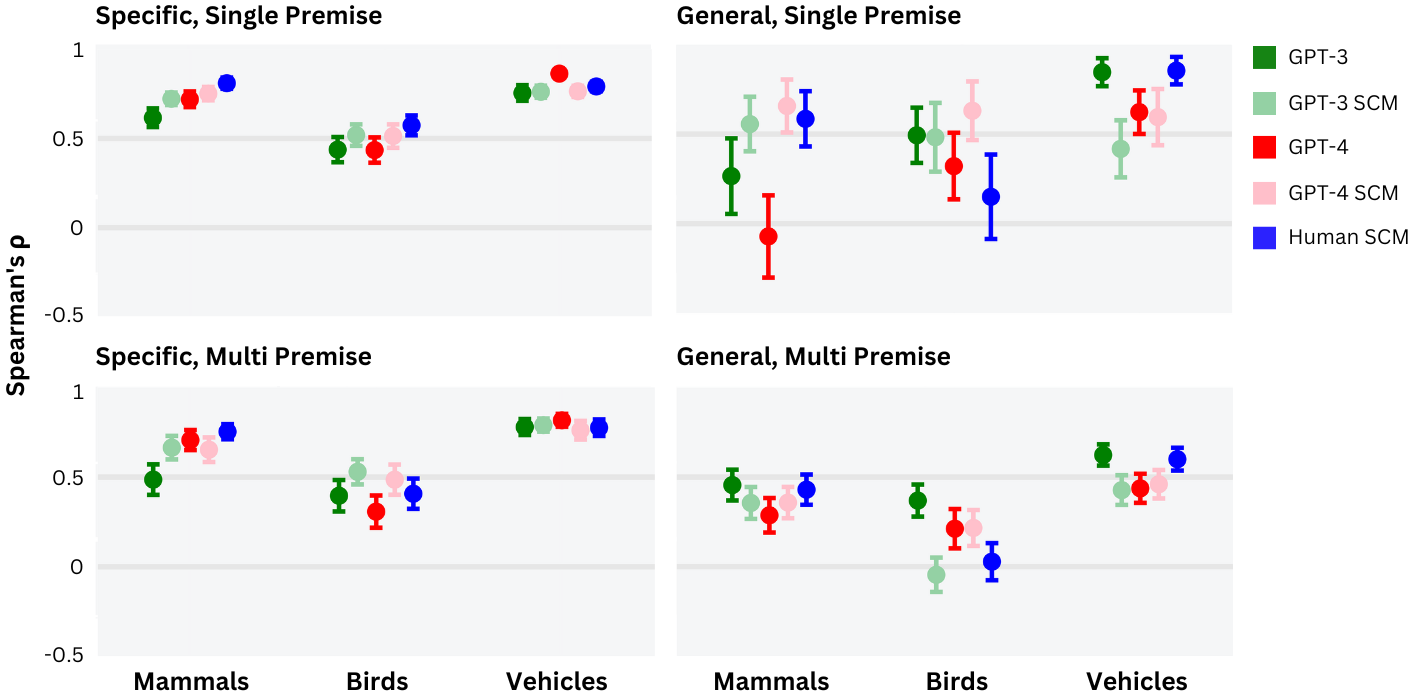 Specific, Single Premise
General, Single Premise
1
0.5
0
-0.5
GPT-3
GPT-3 SCM
GPT-4
GPT-4 SCM
Human SCM
Spearman's ρ
Specific, Multi Premise
General, Multi Premise
1
0.5
0
-0.5
Mammals
Birds
Vehicles
Mammals
Birds
Vehicles